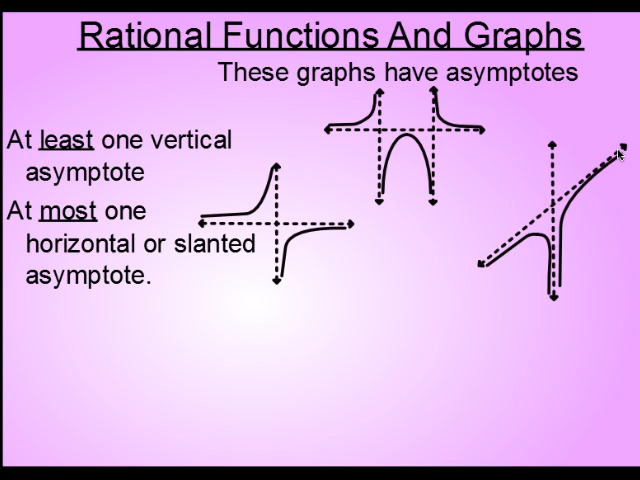 Rational Functions And Graphs
These graphs have asymptotes
At least one vertical
asymptote
At most one
horizontal or slanted
asymptote.